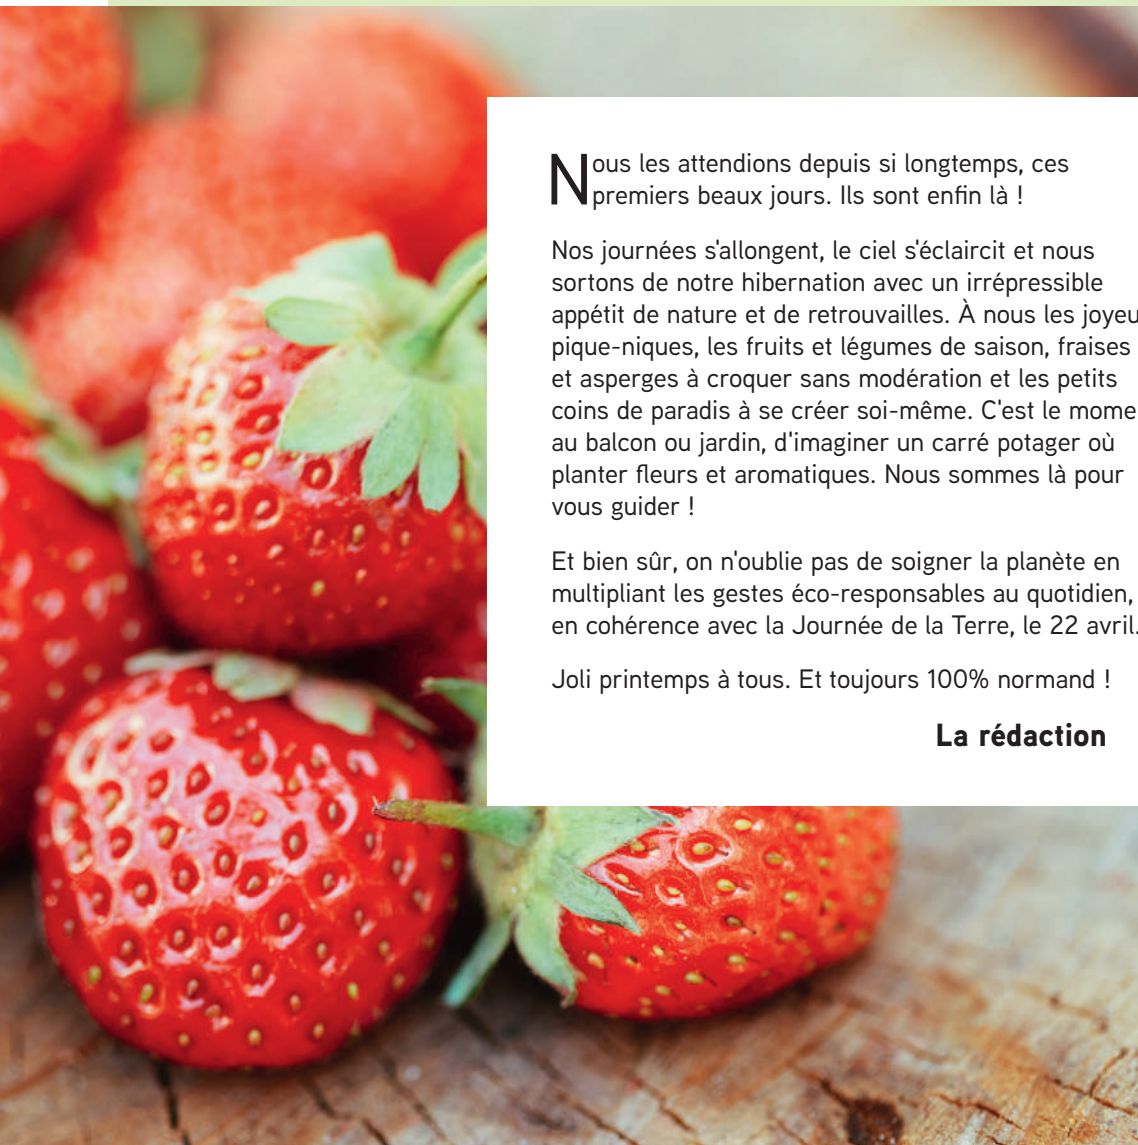 Nous les attendions depuis si longtemps, ces
premiers beaux jours. Ils sont enfin là !
Nos journées s'allongent, le ciel s'éclaircit et nous
sortons de notre hibernation avec un irrépressible
appétit de nature et de retrouvailles. À nous les joyeu
pique-niques, les fruits et légumes de saison, fraises
et asperges à croquer sans modération et les petits
coins de paradis à se créer soi-même. C'est le mome
au balcon ou jardin, d'imaginer un carré potager où
planter fleurs et aromatiques. Nous sommes là pour
vous guider !
Et bien sûr, on n'oublie pas de soigner la planète en
multipliant les gestes éco-responsables au quotidien,
en cohérence avec la Journée de la Terre, le 22 avril.
Joli printemps à tous. Et toujours 100% normand !
La rédaction